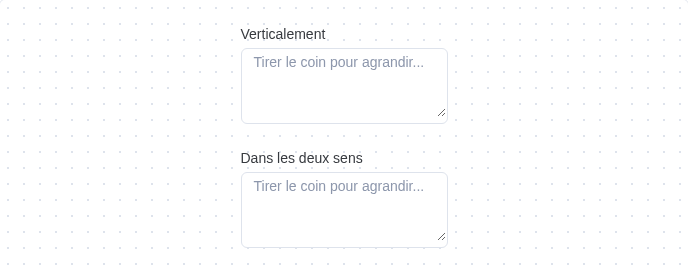 Verticalement
Tirer le coin pour agrandir...
Dans les deux sens
Tirer le coin pour agrandir...